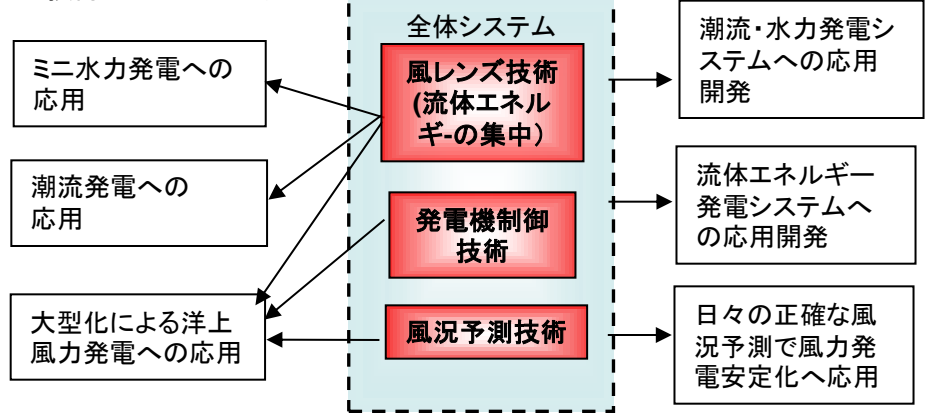 全体システム
ミニ水力発電への
応用
潮流発電への
応用
大型化による洋上
風力発電への応用
風レンズ技術
(流体エネル
ギ-の集中)
発電機制御
技術
風況予測技術
潮流・水力発電シ
ステムへの応用
開発
流体エネルギー
発電システムへ
の応用開発
日々の正確な風
況予測で風力発
電安定化へ応用